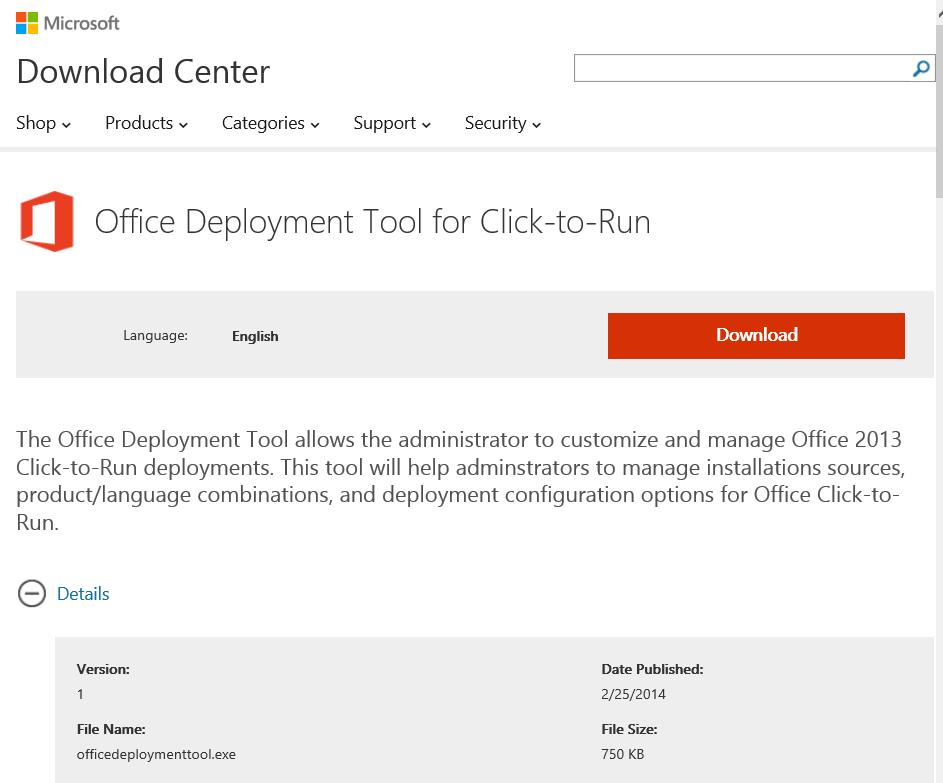 Microsoft
Download Center
Shop Products Categories Support Security
Office Deployment Tool for Click-to-Run
Language: English Download
The Office Deployment Tool allows the administrator to customize and manage Office 2013
Click-to-Run deployments. This tool will help adminstrators to manage installations sources,
product/language combinations, and deployment configuration options for Office Click-to-
Run.
Details
Version: Date Published:
1 2/25/2014
File Name: File Size:
officedeploymenttool.exe 750 KB